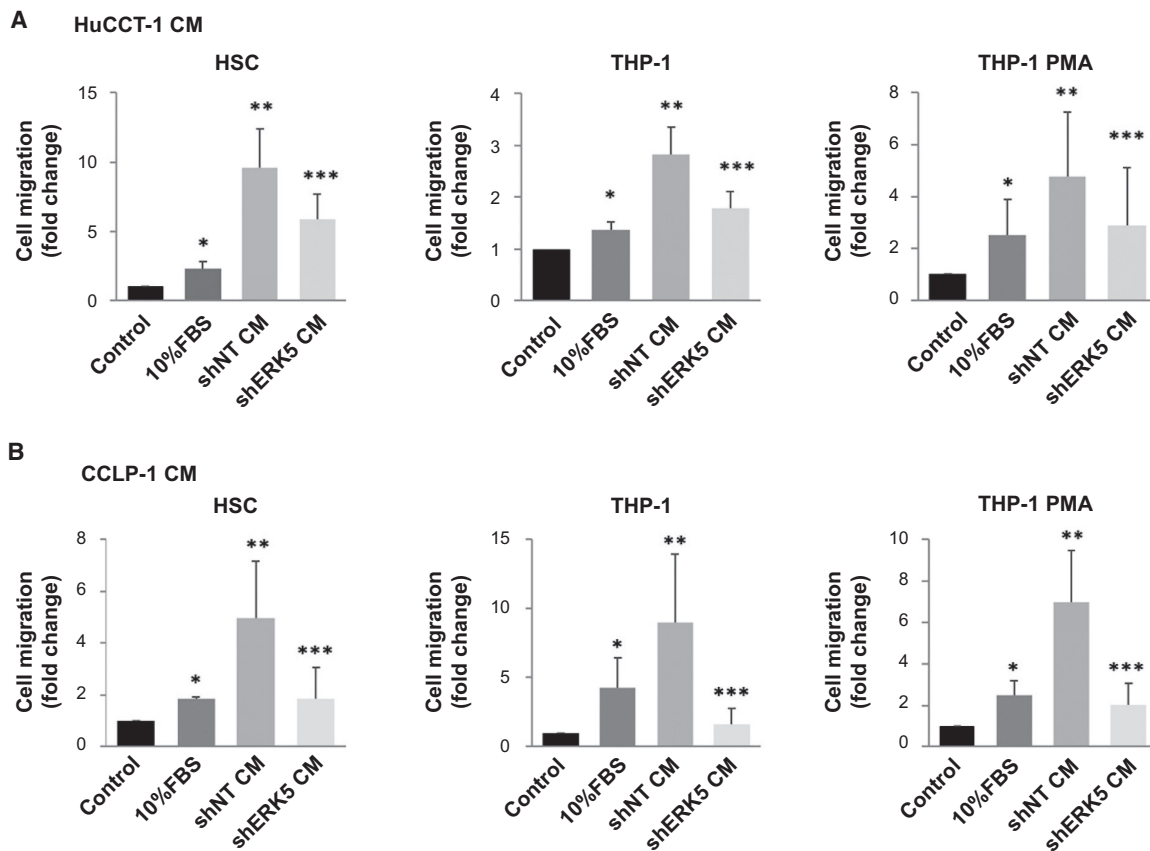 A
HuCCT-1 CM
HSC
THP-1
THP-1 PMA
Cell migration
(fold change)
15
10
5
0
*
**
***
Control
10%FBS
shNT CM
shERK5 CM
Cell migration
(fold change)
4
3
2
1
0
*
**
***
Control
10%FBS
shNT CM
shERK5 CM
Cell migration
(fold change)
8
6
4
2
0
*
**
***
Control
10%FBS
shNT CM
shERK5 CM
B
CCLP-1 CM
HSC
THP-1
THP-1 PMA
Cell migration
(fold change)
8
6
4
2
0
*
**
***
Control
10%FBS
shNT CM
shERK5 CM
Cell migration
(fold change)
15
10
5
0
*
**
***
Control
10%FBS
shNT CM
shERK5 CM
Cell migration
(fold change)
10
8
6
4
2
0
*
**
***
Control
10%FBS
shNT CM
shERK5 CM